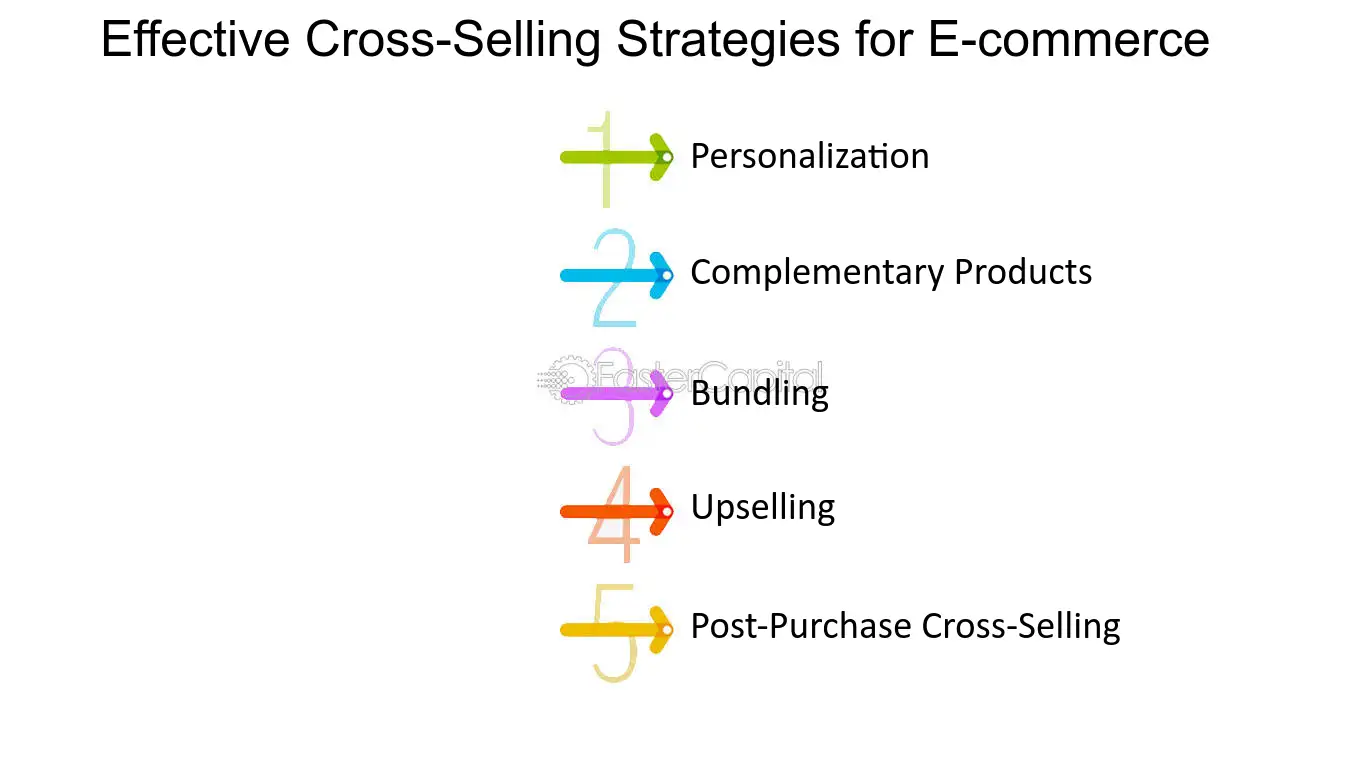 Effective Cross-Selling Strategies for E-commerce
1 Personalization
2 Complementary Products
FasterCapital
3 Bundling
4 Upselling
5 Post-Purchase Cross-Selling